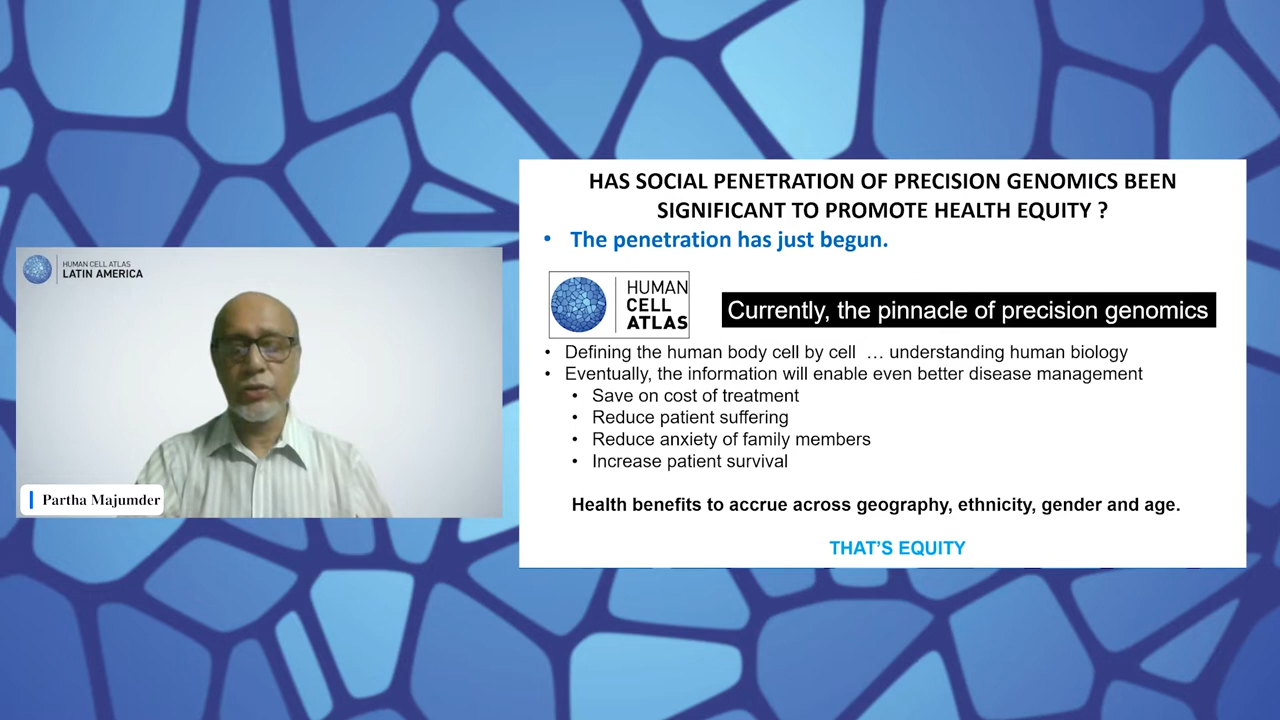 HUMAN CELL ATLAS
LATIN AMERICA
Partha Majumder
HAS SOCIAL PENETRATION OF PRECISION GENOMICS BEEN
SIGNIFICANT TO PROMOTE HEALTH EQUITY ?
• The penetration has just begun.
HUMAN
CELL
ATLAS
Currently, the pinnacle of precision genomics
• Defining the human body cell by cell … understanding human biology
• Eventually, the information will enable even better disease management
• Save on cost of treatment
• Reduce patient suffering
• Reduce anxiety of family members
• Increase patient survival
Health benefits to accrue across geography, ethnicity, gender and age.
THAT'S EQUITY